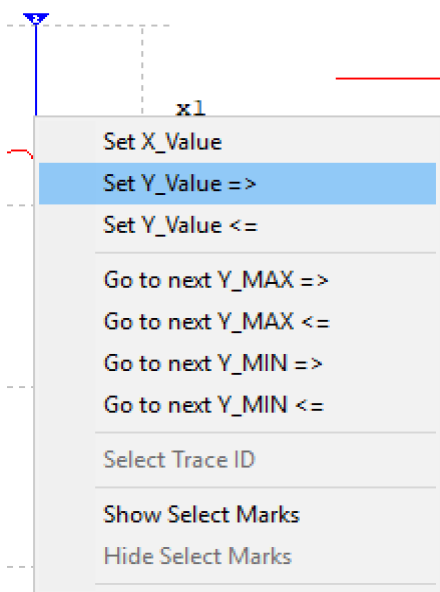 x1
Set X_Value
Set Y_Value =>
Set Y_Value <=
Go to next Y_MAX =>
Go to next Y_MAX <=
Go to next Y_MIN =>
Go to next Y_MIN <=
Select Trace ID
Show Select Marks
Hide Select Marks